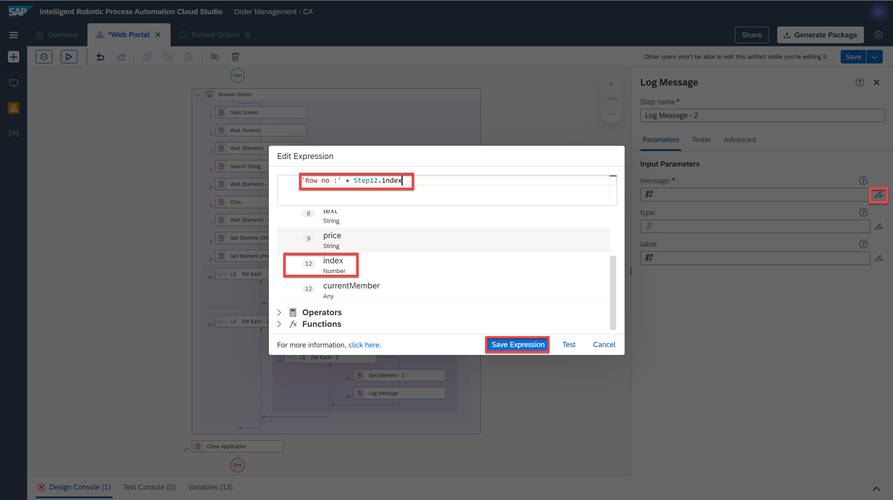 SAP Intelligent Robotic Process Automation Cloud Studio Order Management - CA
Overview *Web Portal Browse Orders Share Generate Package
Other users won't be able to edit this artifact while you're editing it. Save
Start
Browse Orders
Start Screen
Wait (Screen)
Wait (Element)
Search String
Wait (Element)
Click
Wait (Element)
Get Element
Get Element
For Each
For Each
For Each - 3
Get Element - 2
Log Message
17 Close Application
End
Edit Expression
'Row no :' + Step12.index
8 text
String
9 price
String
12 index
Number
12 currentMember
Any
Operators
fx Functions
For more information, click here. Save Expression Test Cancel
Log Message
Step name:*
Log Message - 2
Parameters Tester Advanced
Input Parameters
message:*
type:
label:
Design Console (1) Test Console (0) Variables (13)